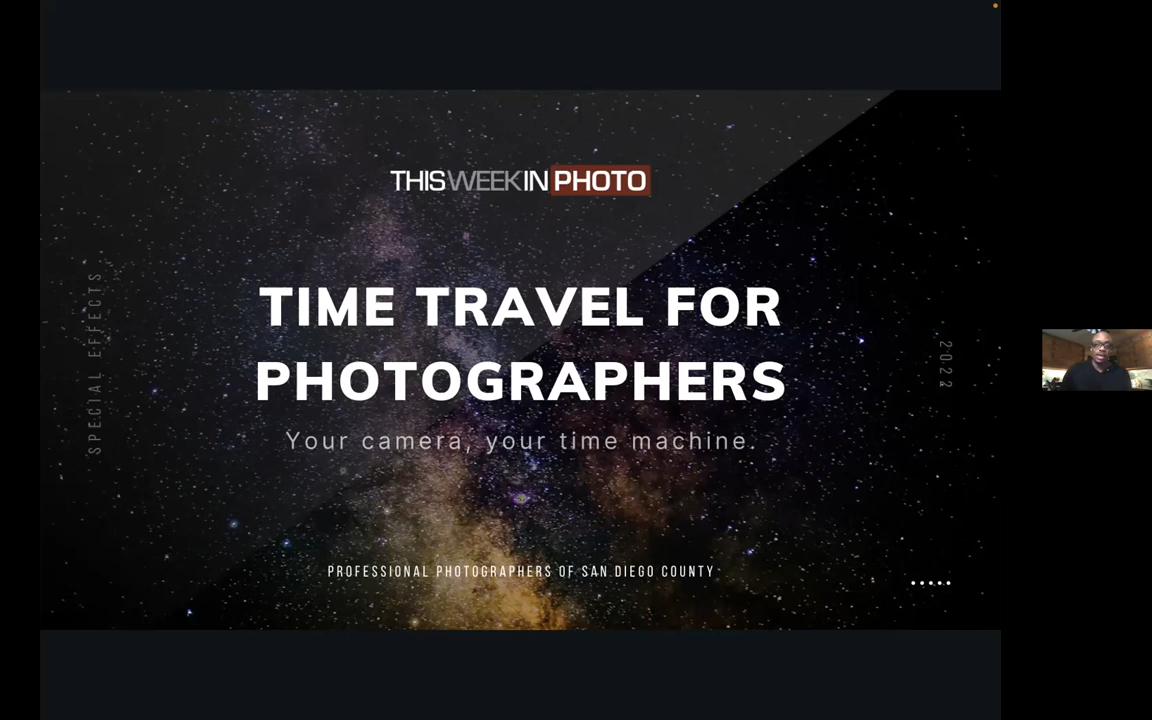 THISWEEKINPHOTO
TIME TRAVEL FOR
PHOTOGRAPHERS
Your camera, your time machine.
SPECIAL EFFECTS
2022
PROFESSIONAL PHOTOGRAPHERS OF SAN DIEGO COUNTY